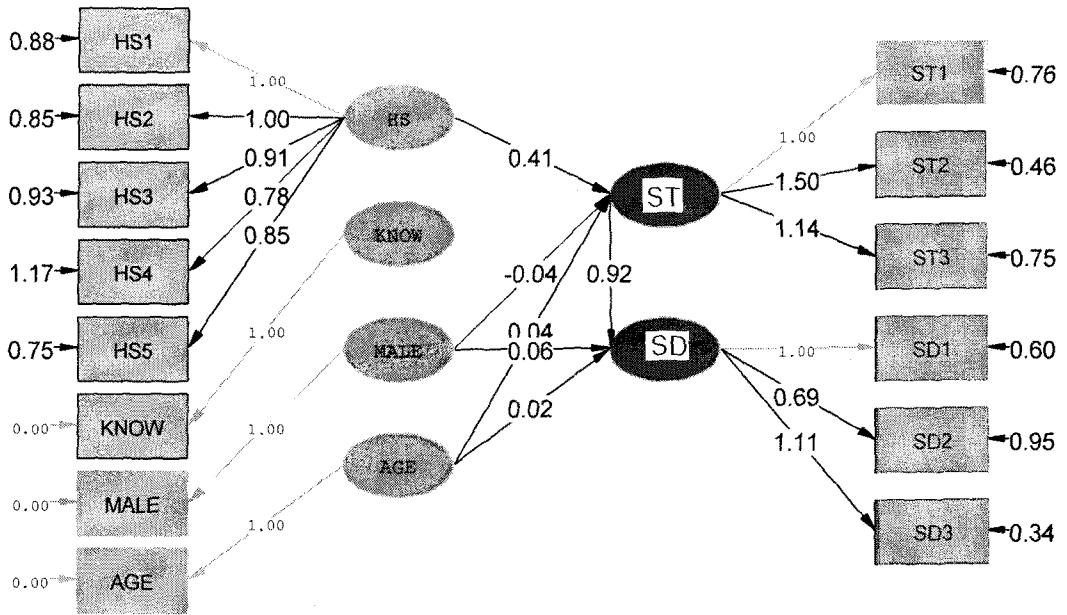 0.88
HS1
1.00
0.85
HS2
1.00
0.93
HS3
0.91
1.17
HS4
0.78
0.75
HS5
0.85
0.00
KNOW
1.00
0.00
MALE
1.00
0.00
AGE
1.00
HS
KNOW
MALE
AGE
0.41
-0.04
0.04
0.06
0.02
0.92
ST
SD
1.00
ST1
0.76
1.50
ST2
0.46
1.14
ST3
0.75
1.00
SD1
0.60
0.69
SD2
0.95
1.11
SD3
0.34